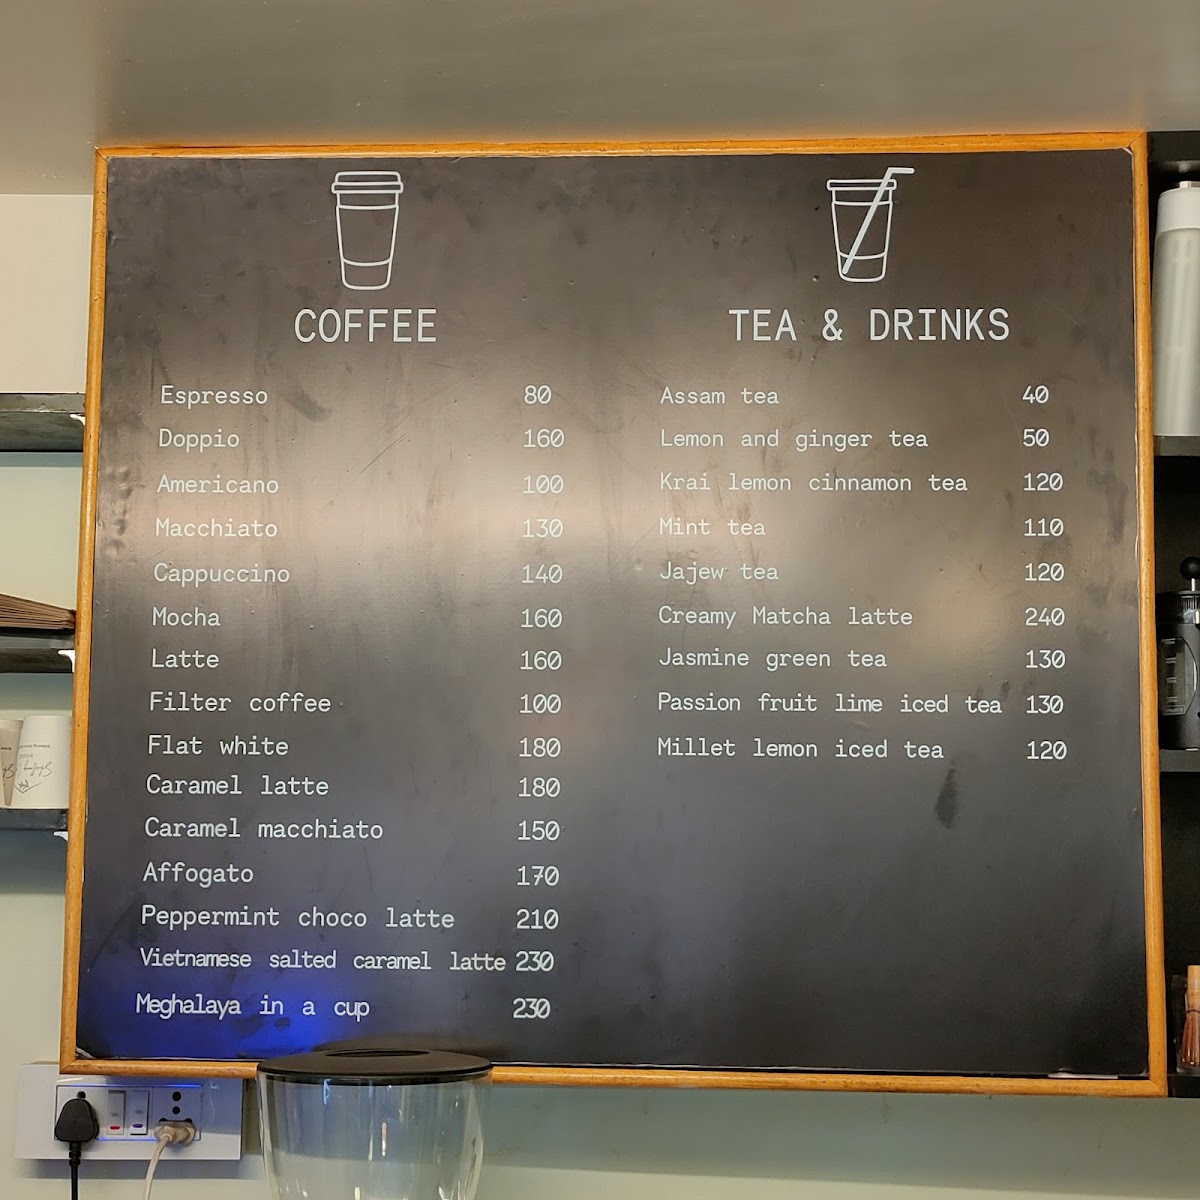 COFFEE
Espresso 80
Doppio 160
Americano 100
Macchiato 130
Cappuccino 140
Mocha 160
Latte 160
Filter coffee 100
Flat white 180
Caramel latte 180
Caramel macchiato 150
Affogato 170
Peppermint choco latte 210
Vietnamese salted caramel latte 230
Meghalaya in a cup 230
TEA & DRINKS
Assam tea 40
Lemon and ginger tea 50
Krai lemon cinnamon tea 120
Mint tea 110
Jajew tea 120
Creamy Matcha latte 240
Jasmine green tea 130
Passion fruit lime iced tea 130
Millet lemon iced tea 120